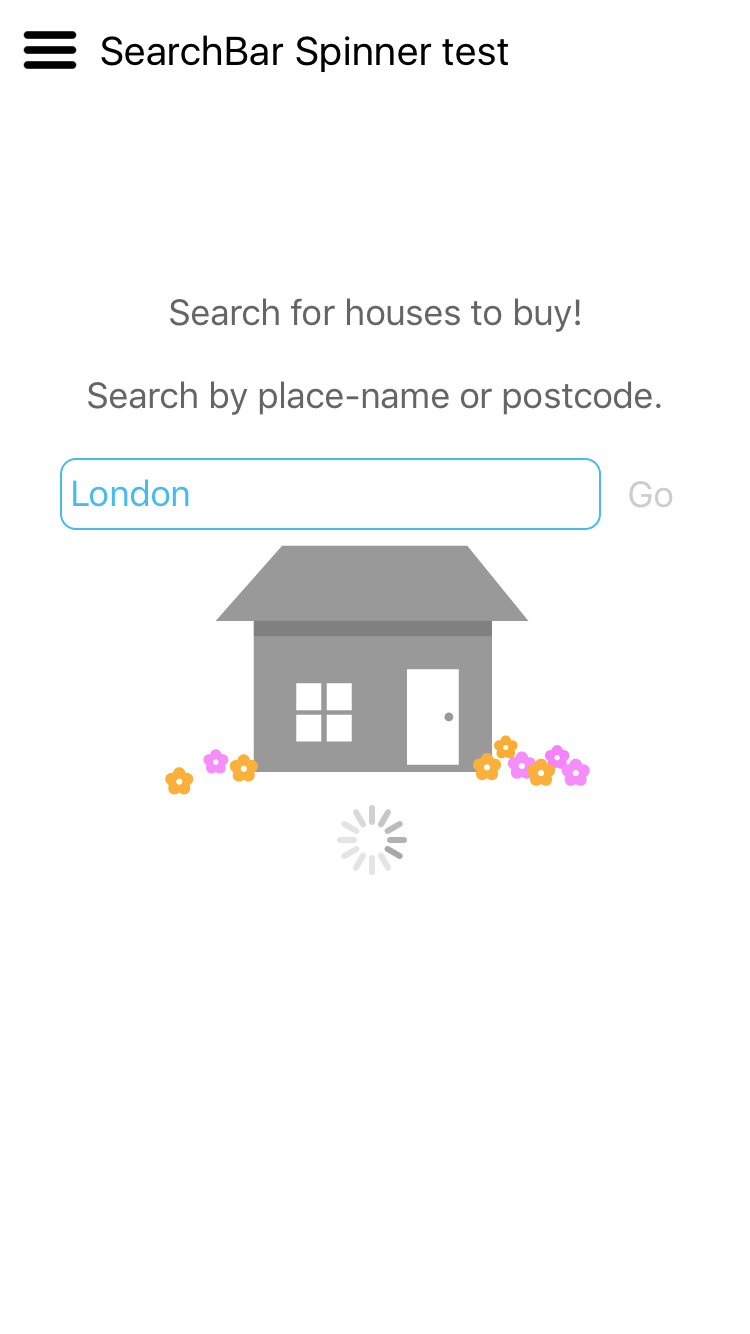 SearchBar Spinner test
Search for houses to buy!
Search by place-name or postcode.
London Go